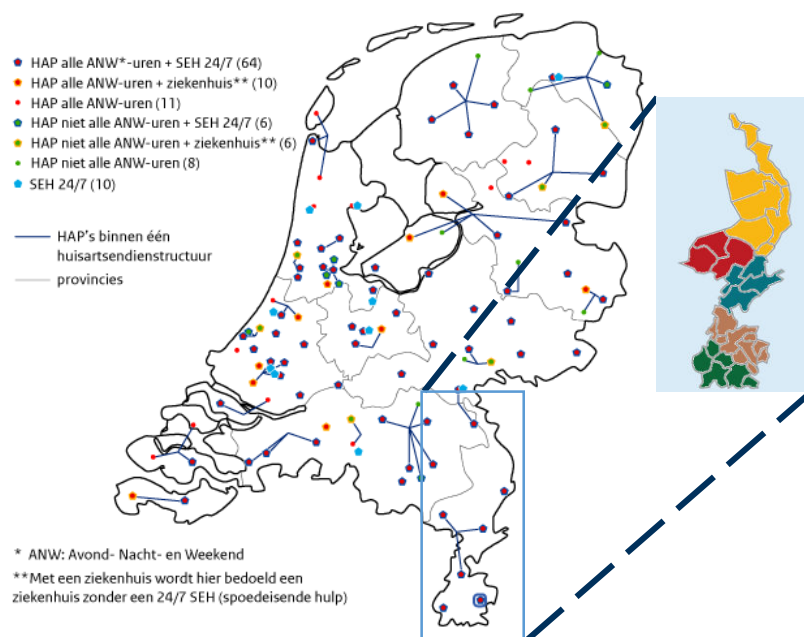 HAP alle ANW*-uren + SEH 24/7 (64)
HAP alle ANW-uren + ziekenhuis** (10)
HAP alle ANW-uren (11)
HAP niet alle ANW-uren + SEH 24/7 (6)
HAP niet alle ANW-uren + ziekenhuis** (6)
HAP niet alle ANW-uren (8)
SEH 24/7 (10)
HAP's binnen één
huisartsendienstructuur
provincies
* ANW: Avond- Nacht- en Weekend
**Met een ziekenhuis wordt hier bedoeld een
ziekenhuis zonder een 24/7 SEH (spoedeisende hulp)